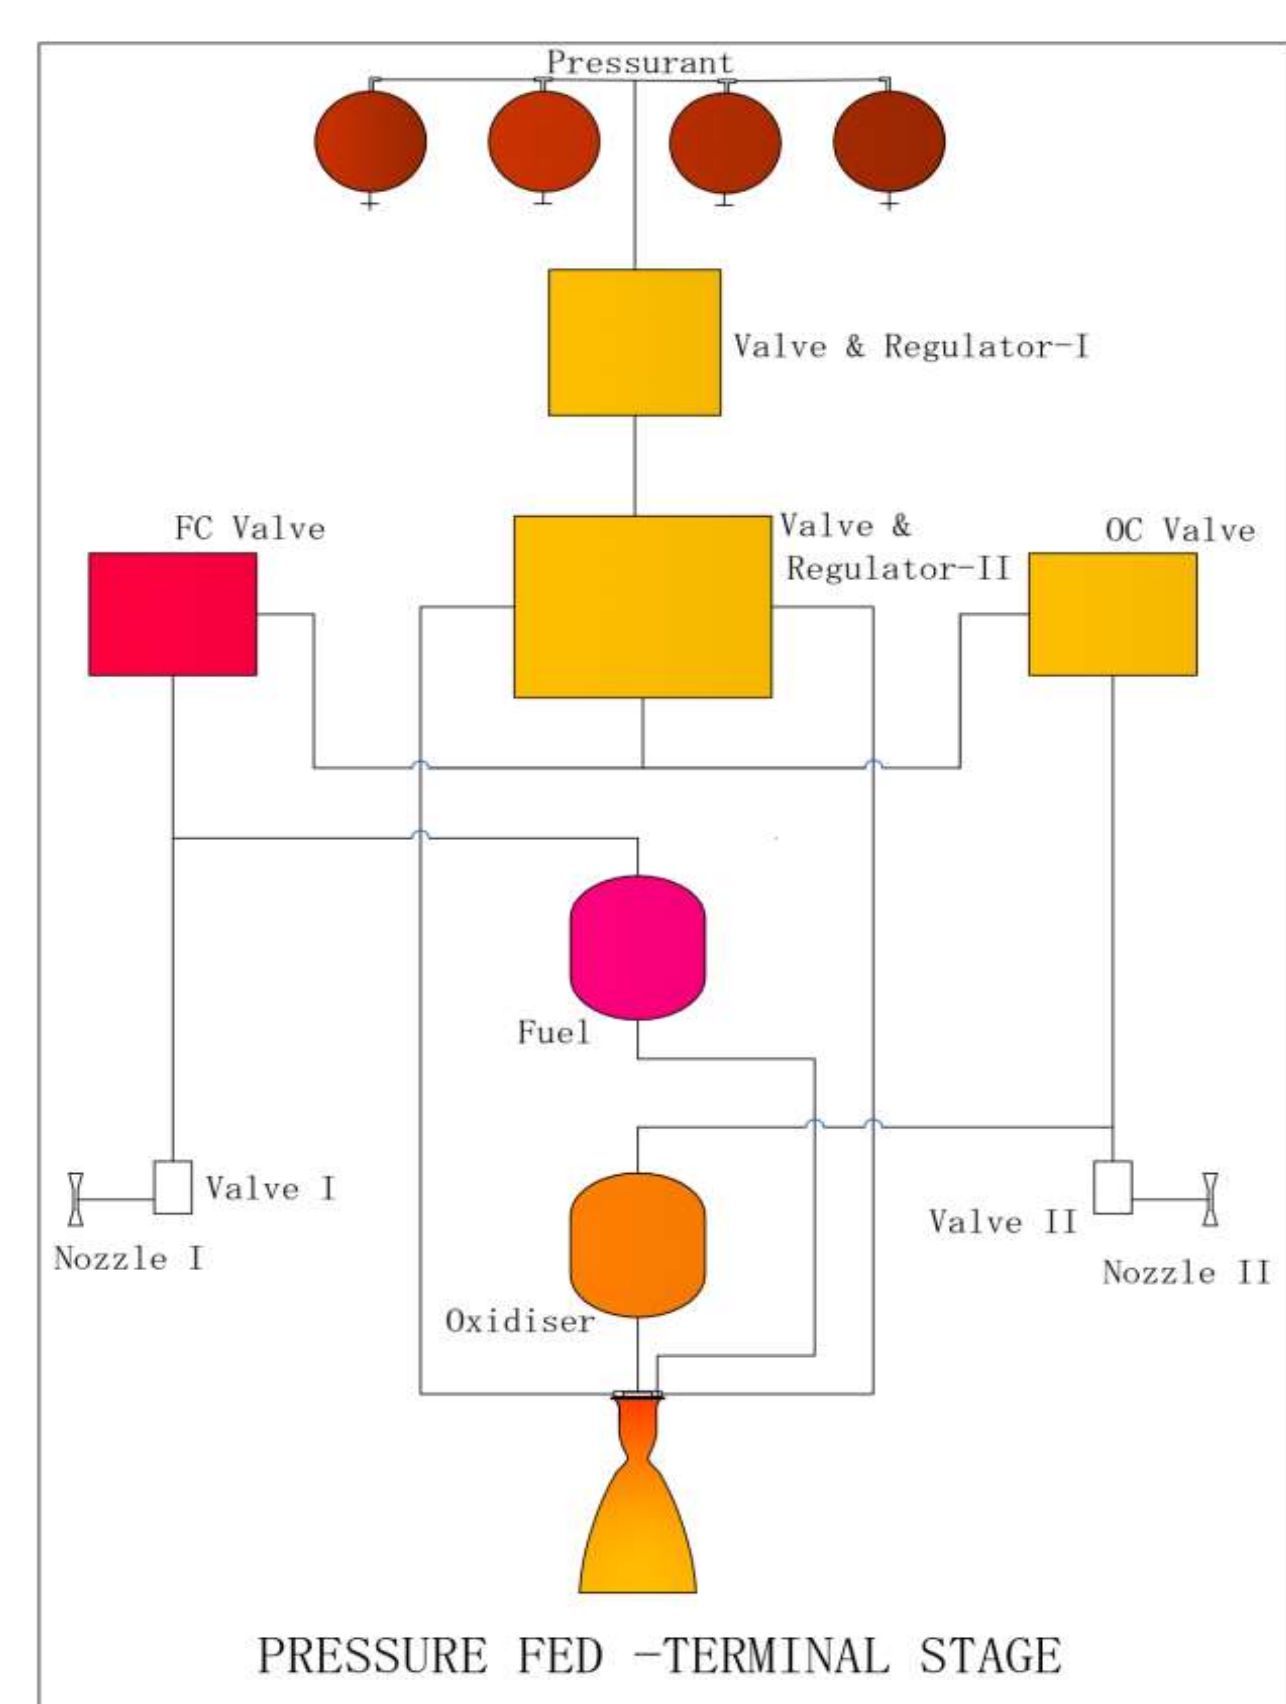 Pressurant
Valve & Regulator-I
FC Valve
Valve &
Regulator-II
OC Valve
Fuel
Valve I
Nozzle I
Valve II
Nozzle II
Oxidiser
PRESSURE FED -TERMINAL STAGE